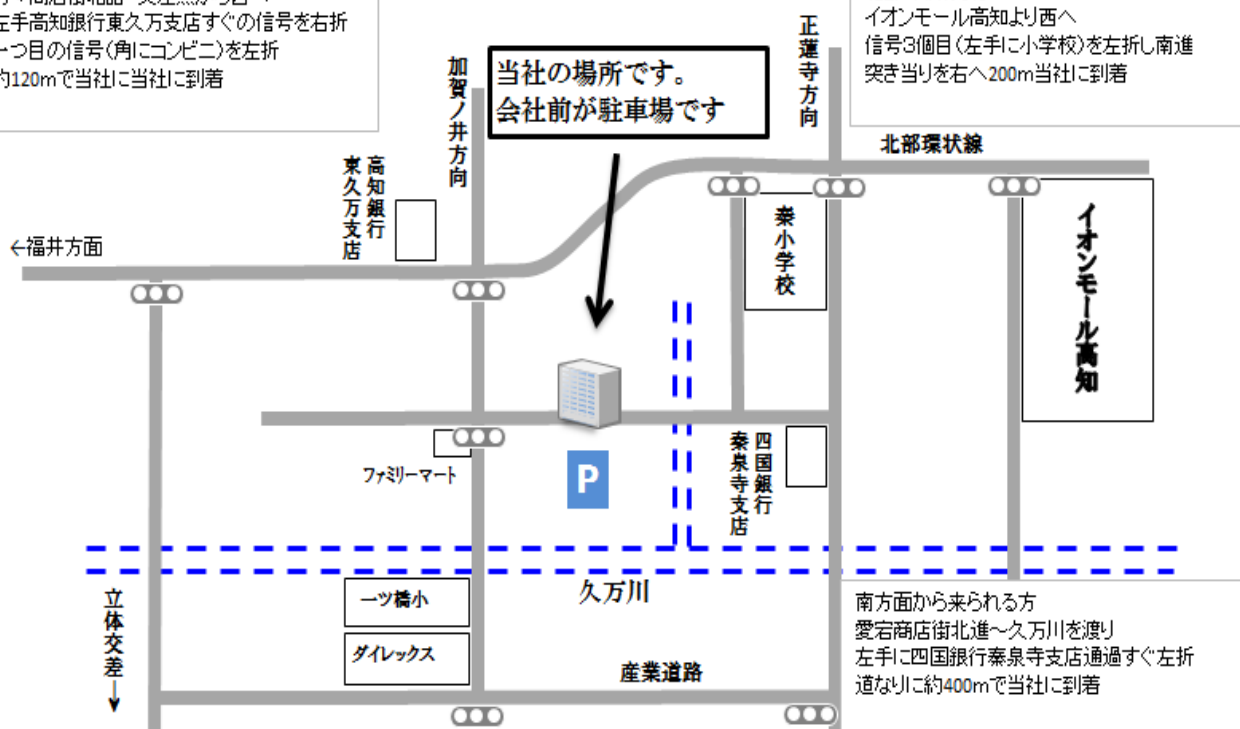 左手高知銀行東久万支店すぐの信号を右折
一つ目の信号(角にコンビニ)を左折
約120mで当社に当社に到着
加賀ノ井方向
当社の場所です。
会社前が駐車場です
正蓮寺方向
イオンモール高知より西へ
信号3個目(左手に小学校)を左折し南進
突き当りを右へ200m当社に到着
北部環状線
高知銀行
東久万支店
←福井方面
秦小学校
イオンモール高知
ファミリーマート
P
四国銀行
秦泉寺支店
久万川
一ツ橋小
ダイレックス
立体交差→
産業道路
南方面から来られる方
愛宕商店街北進～久万川を渡り
左手に四国銀行秦泉寺支店通過すぐ左折
道なりに約400mで当社に到着